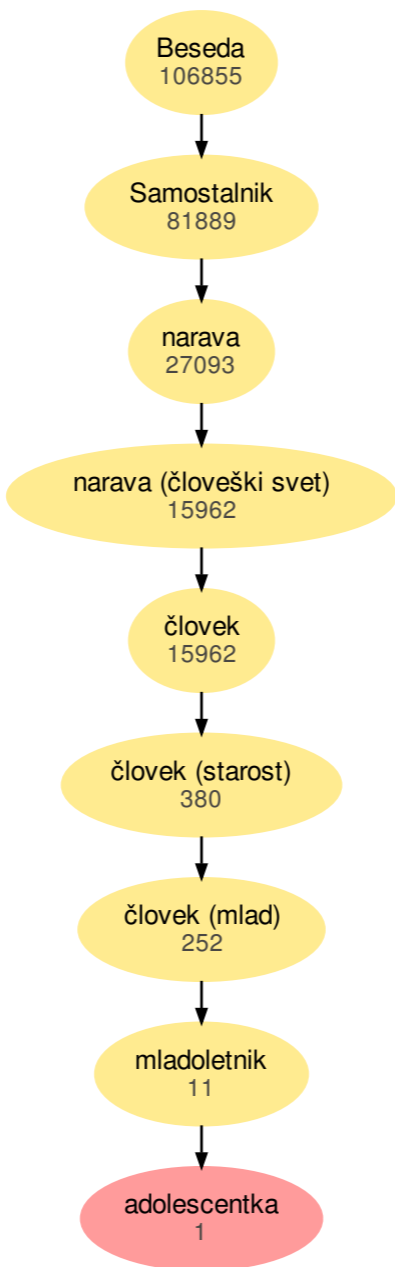 Beseda
106855
Samostalnik
81889
narava
27093
narava (človeški svet)
15962
človek
15962
človek (starost)
380
človek (mlad)
252
mladoletnik
11
adolescentka
1